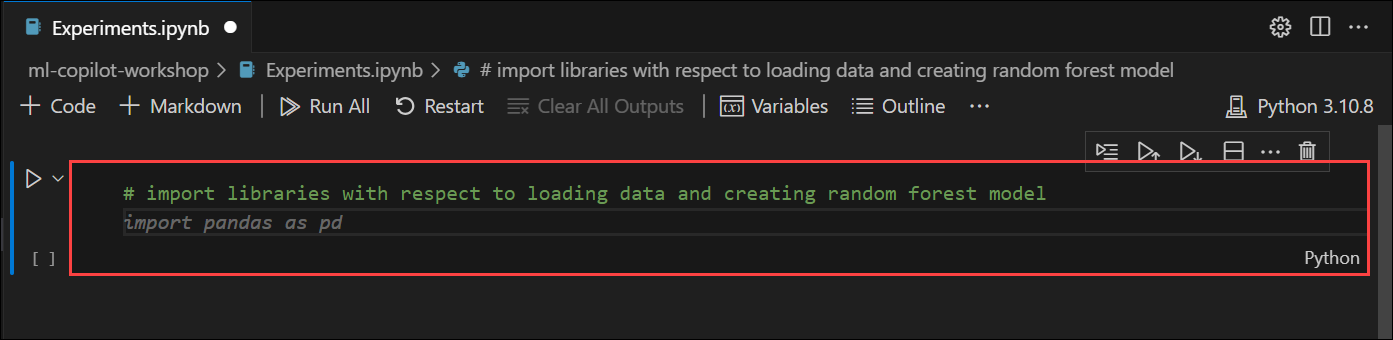 Experiments.ipynb
ml-copilot-workshop > Experiments.ipynb > # import libraries with respect to loading data and creating random forest model
+ Code + Markdown Run All Restart Clear All Outputs Variables Outline ... Python 3.10.8
# import libraries with respect to loading data and creating random forest model
import pandas as pd
[ ] Python